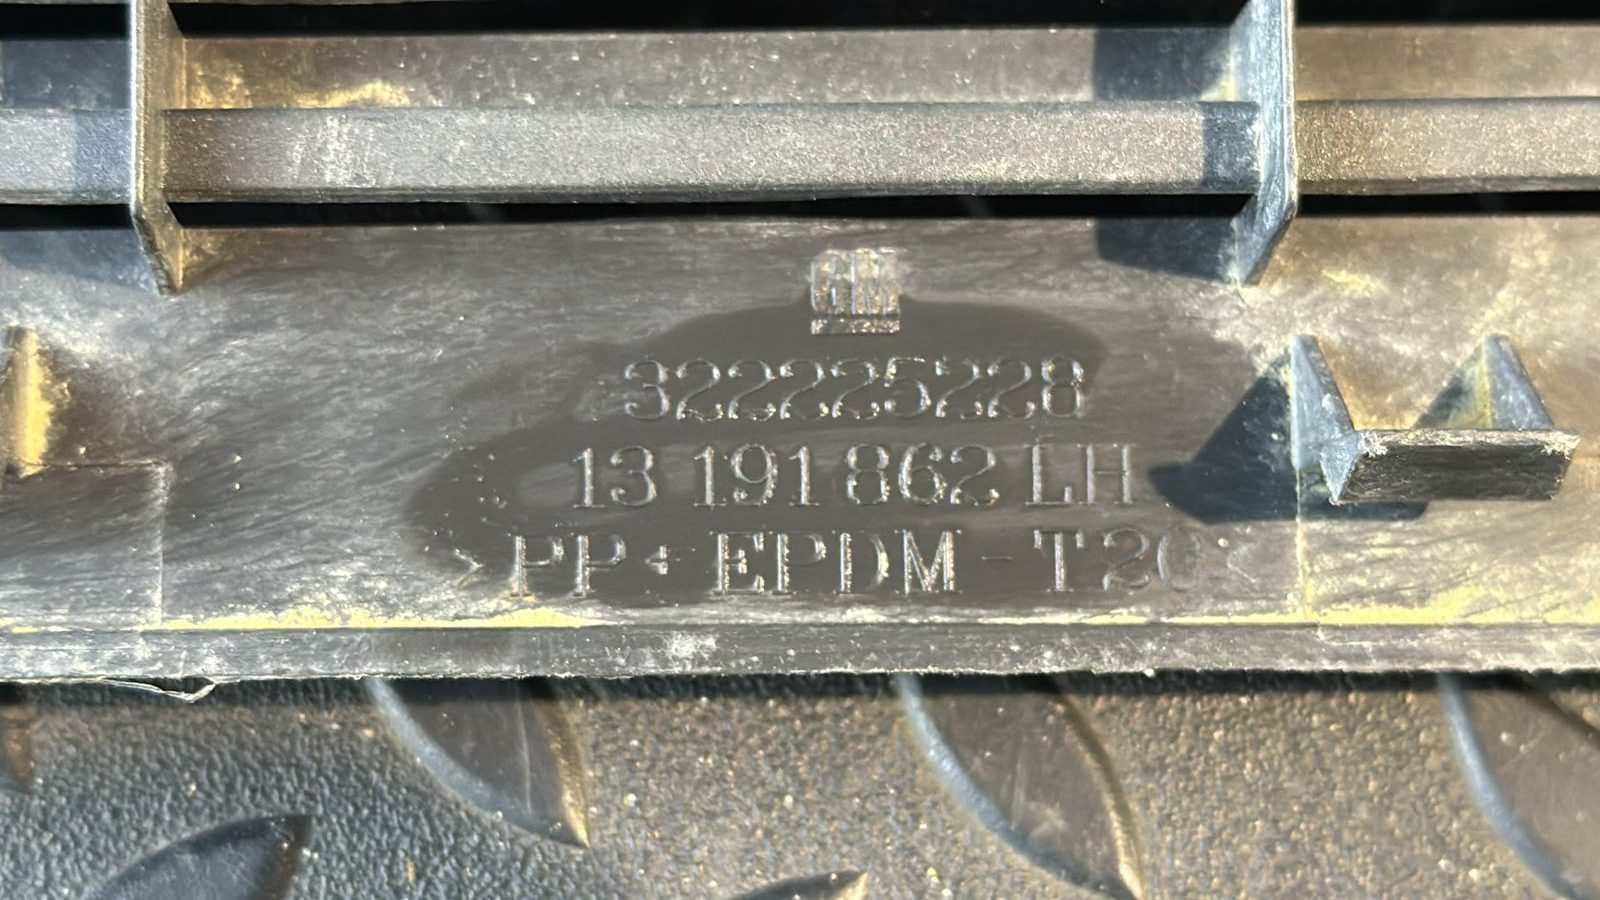 GM
322225228
13 191 862 LH
>PP+EPDM-T20<